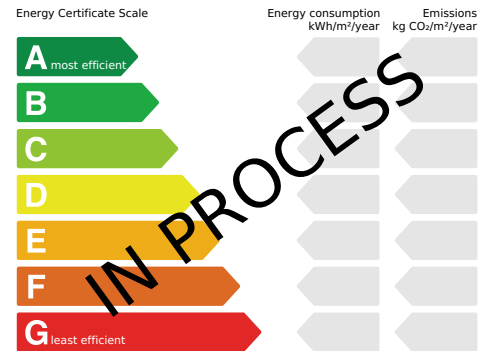 Energy Certificate Scale
Energy consumption
kWh/m²/year
Emissions
kg CO₂/m²/year
A most efficient
B
C
D
E
F
G least efficient
IN PROCESS